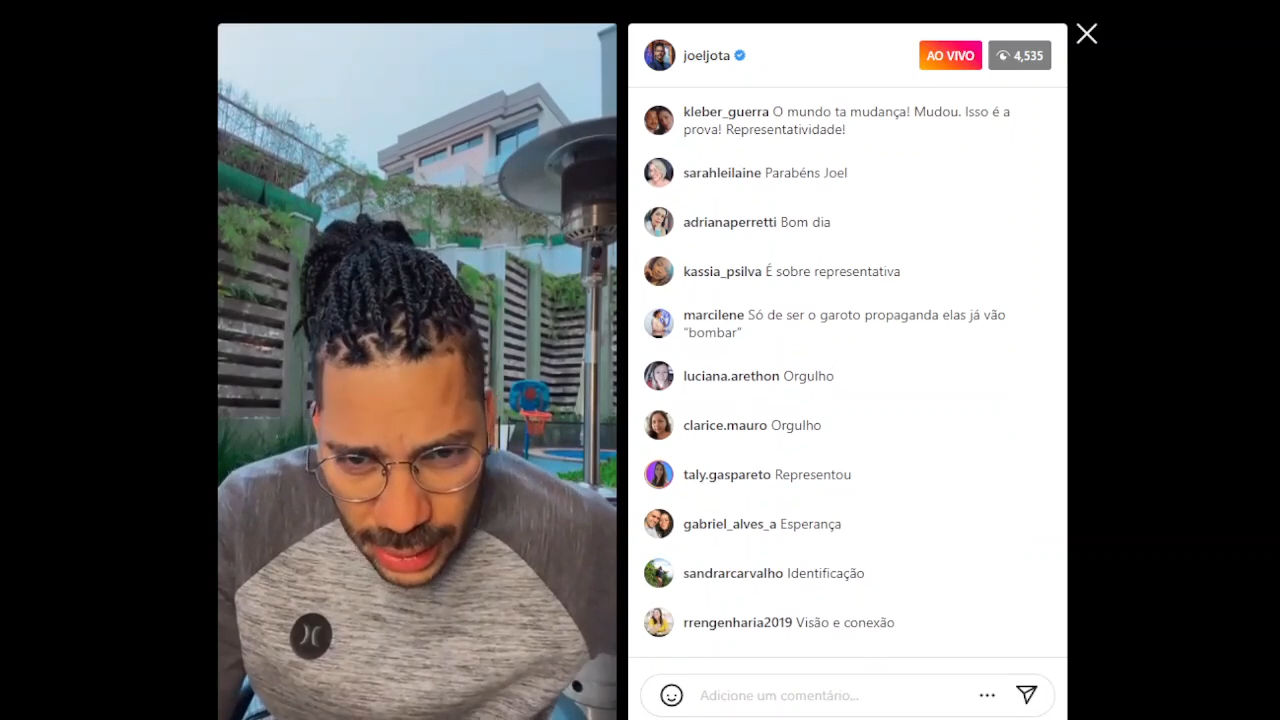 joeljota
AO VIVO
4,535
kleber_guerra O mundo ta mudança! Mudou. Isso é a
prova! Representatividade!
sarahleilaine Parabéns Joel
adrianaperretti Bom dia
kassia_psilva É sobre representativa
marcilene Só de ser o garoto propaganda elas já vão
"bombar"
luciana.arethon Orgulho
clarice.mauro Orgulho
taly.gaspareto Representou
gabriel_alves_a Esperança
sandrarcarvalho Identificação
rrengenharia2019 Visão e conexão
Adicione um comentário...